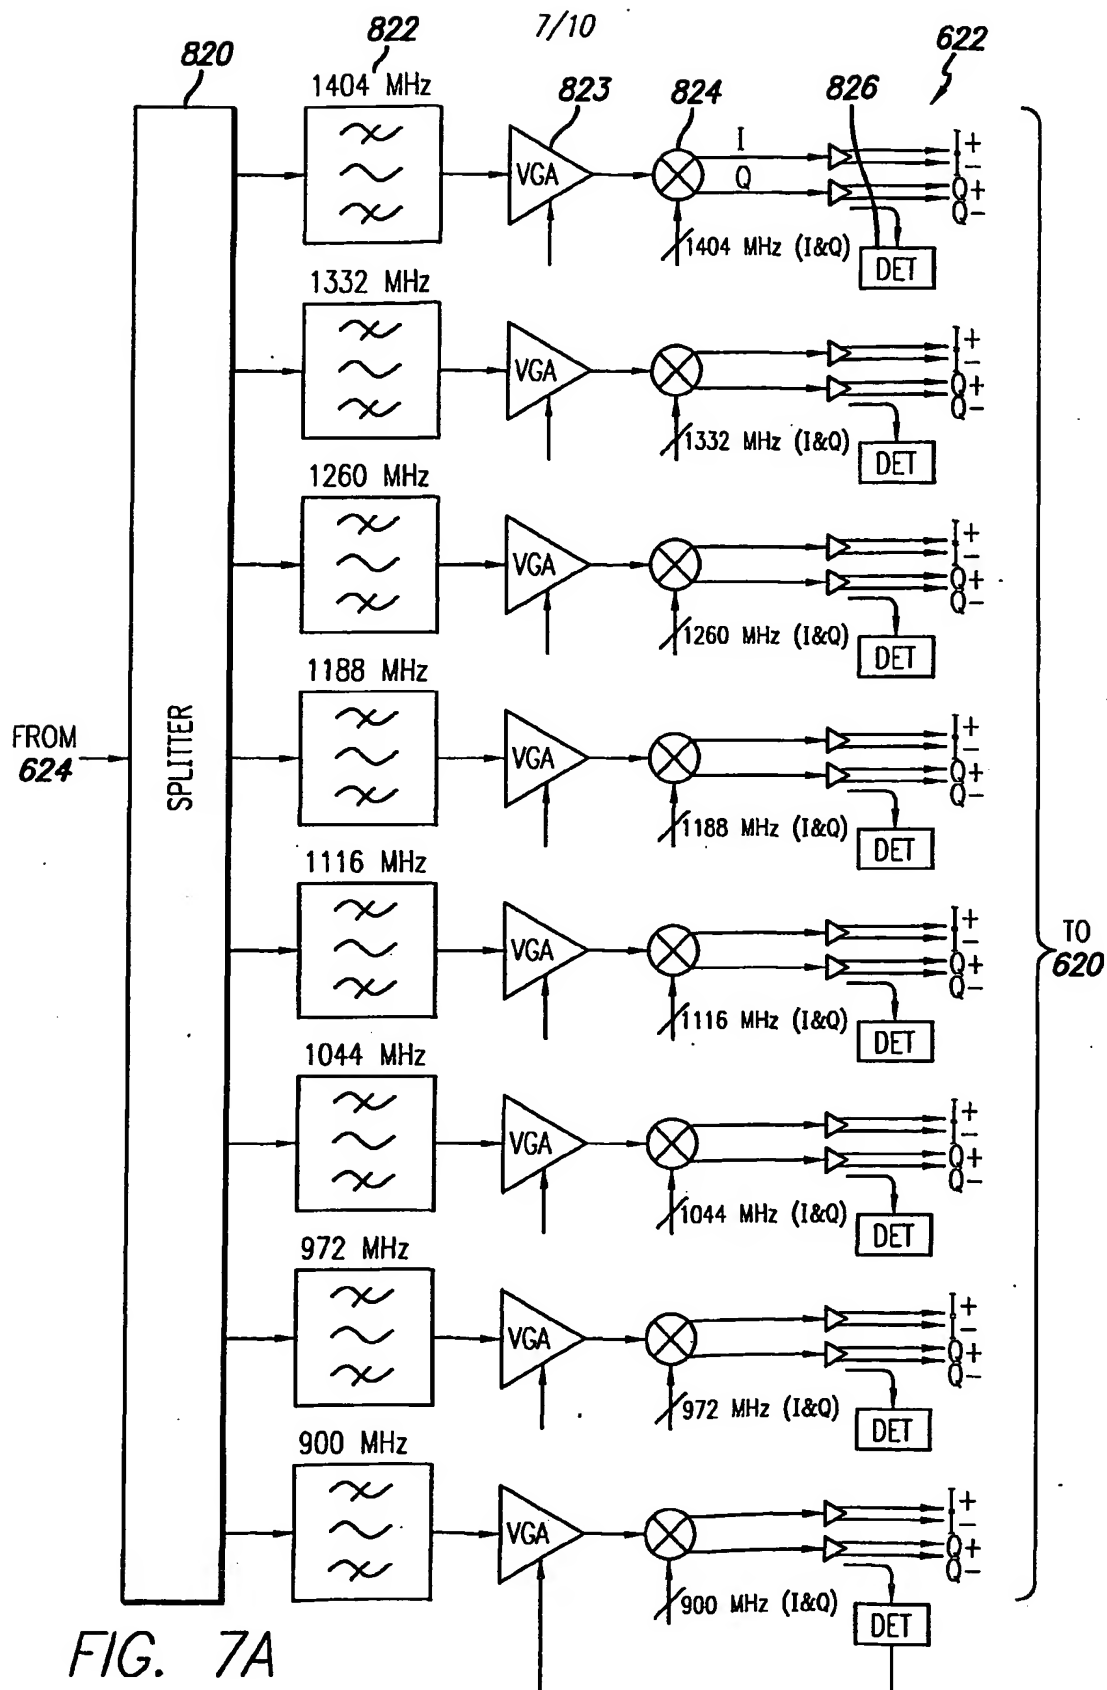 7/10
820
822
622
1404 MHz
823
824
826
VGA
I
Q
I+
I-
Q+
Q-
1404 MHz (I&Q)
DET
1332 MHz
VGA
I+
I-
Q+
Q-
1332 MHz (I&Q)
DET
1260 MHz
VGA
I+
I-
Q+
Q-
1260 MHz (I&Q)
DET
1188 MHz
FROM
624
SPLITTER
VGA
I+
I-
Q+
Q-
1188 MHz (I&Q)
DET
1116 MHz
VGA
I+
I-
Q+
Q-
1116 MHz (I&Q)
DET
TO
620
1044 MHz
VGA
I+
I-
Q+
Q-
1044 MHz (I&Q)
DET
972 MHz
VGA
I+
I-
Q+
Q-
972 MHz (I&Q)
DET
900 MHz
VGA
I+
I-
Q+
Q-
900 MHz (I&Q)
DET
FIG. 7A